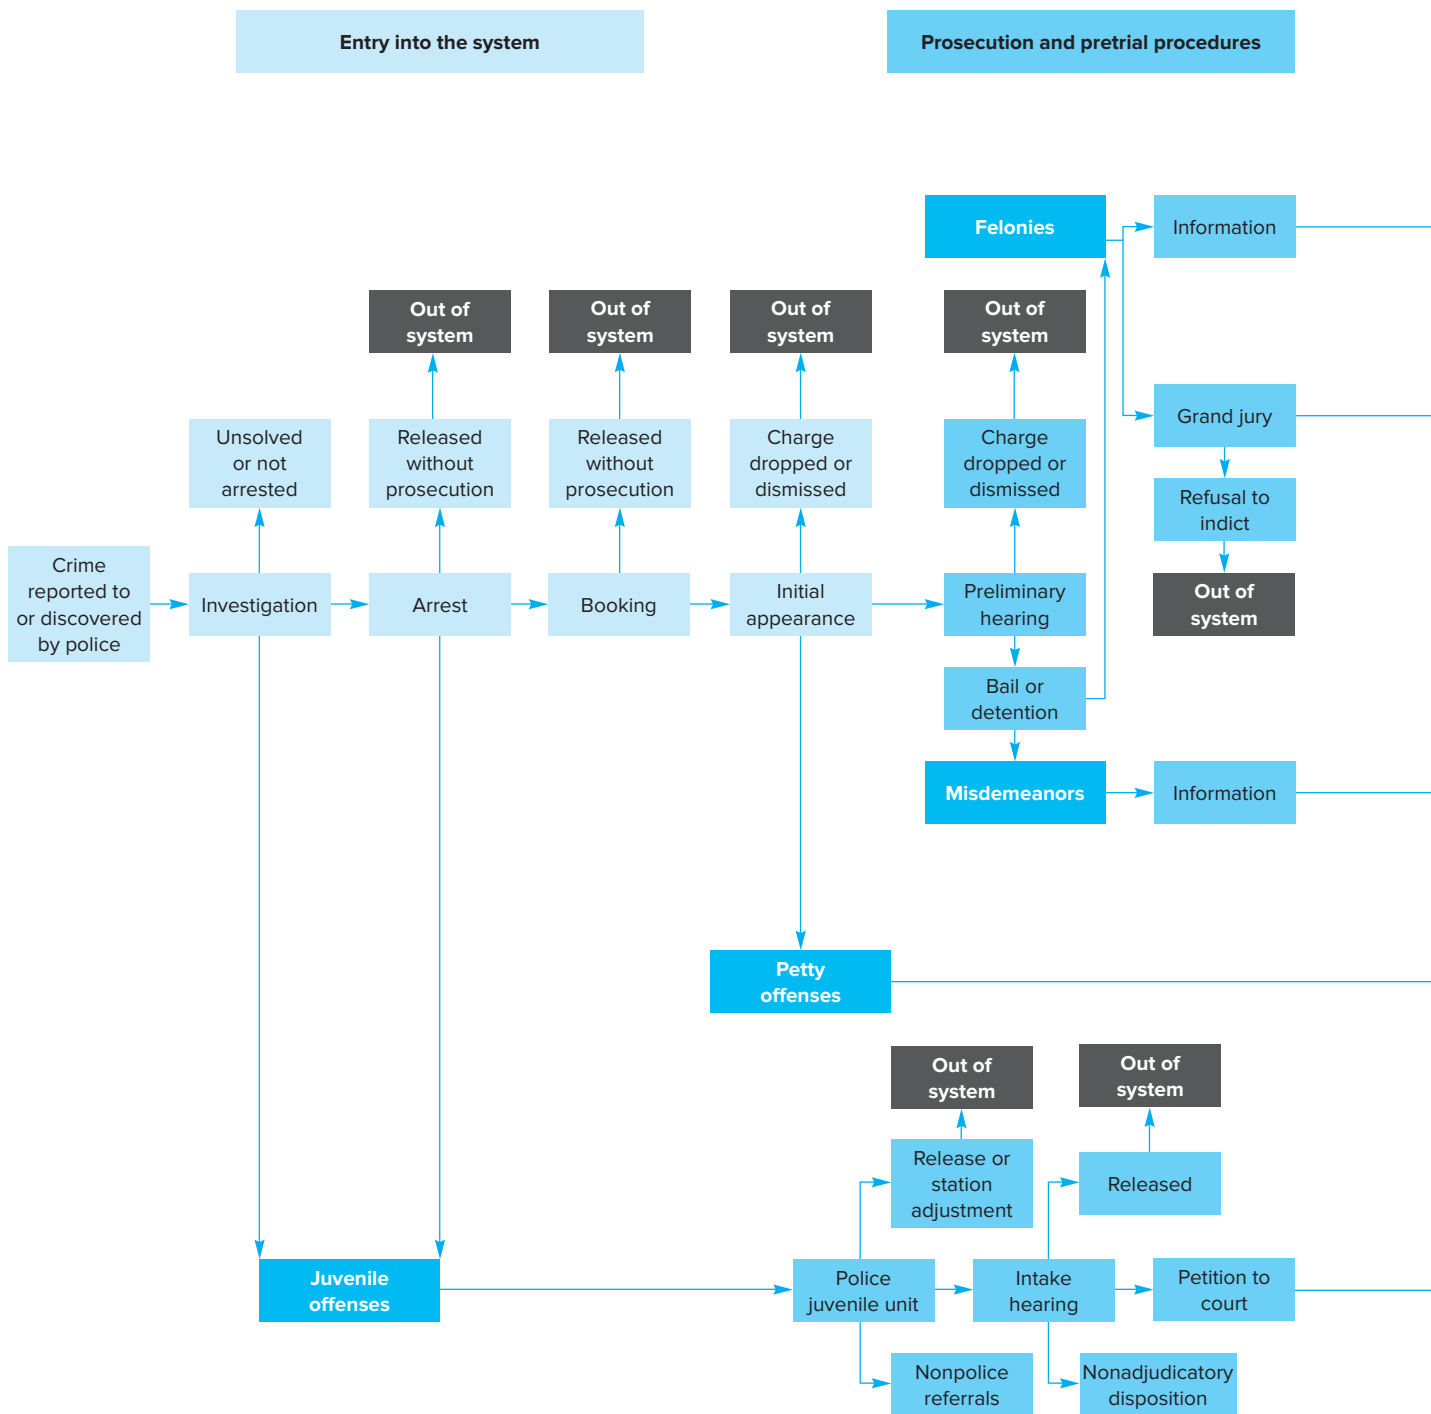 Entry into the system
Prosecution and pretrial procedures
Felonies
Information
Out of
system
Out of
system
Out of
system
Out of
system
Grand jury
Unsolved
or not
arrested
Released
without
prosecution
Released
without
prosecution
Charge
dropped or
dismissed
Charge
dropped or
dismissed
Refusal to
indict
Crime
reported to
or discovered
by police
Investigation
Arrest
Booking
Initial
appearance
Preliminary
hearing
Out of
system
Bail or
detention
Misdemeanors
Information
Petty
offenses
Out of
system
Out of
system
Release or
station
adjustment
Released
Juvenile
offenses
Police
juvenile unit
Intake
hearing
Petition to
court
Nonpolice
referrals
Nonadjudicatory
disposition